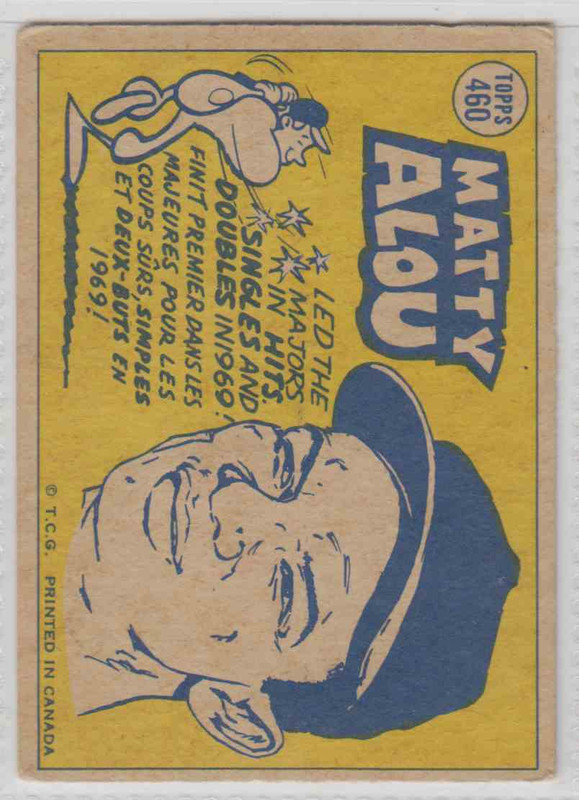 TOPPS
460
MATTY
ALOU
LED THE
MAJORS
IN HITS,
SINGLES AND
DOUBLES IN 1969!
FINIT PREMIER DANS LES
MAJEURES POUR LES
COUPS SÛRS, SIMPLES
ET DEUX-BUTS EN
1969!
© T.C.G. PRINTED IN CANADA